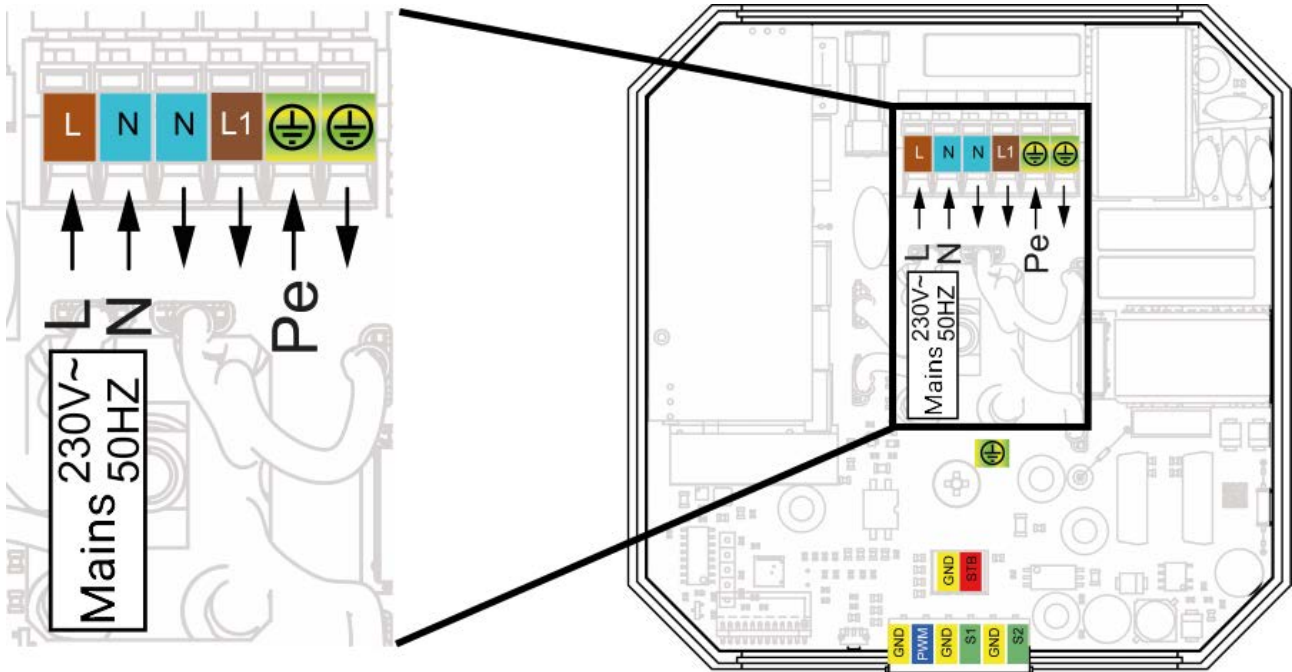 L N N L1
L N Pe
Mains 230V~
50HZ
L N N L1
L N Pe
Mains 230V~
50HZ
GND STB
GND PWM GND S1 GND S2